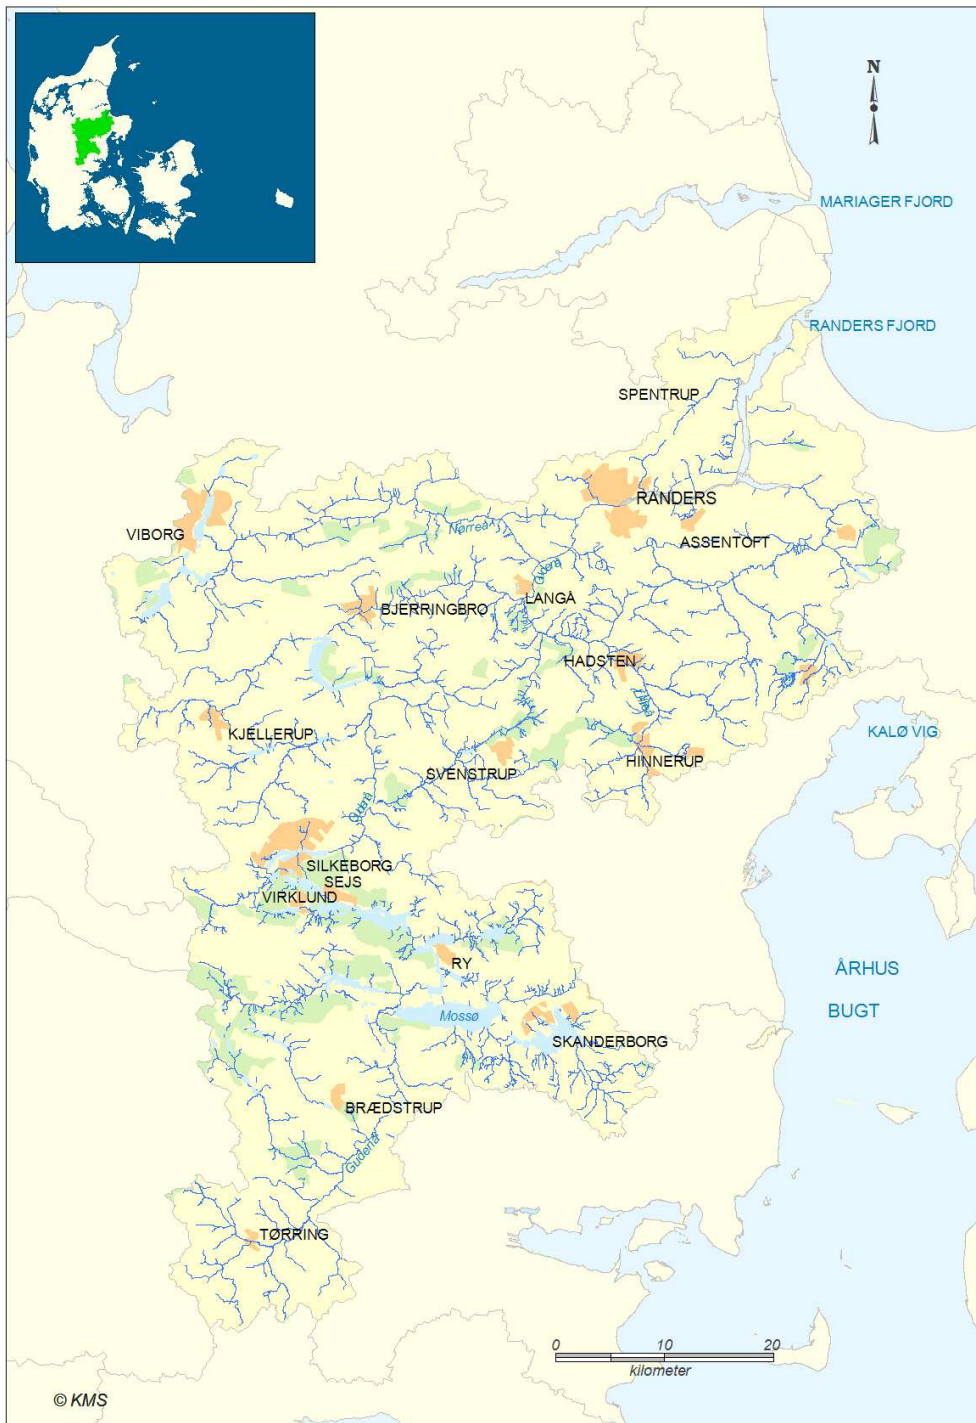 N
MARIAGER FJORD
RANDERS FJORD
SPENTRUP
RANDERS
VIBORG
Nørreå
ASSENTOFT
Gudenå
LANGÅ
BJERRINGBRO
HADSTEN
Lilleå
KJELLERUP
KALØ VIG
HINNERUP
SVENSTRUP
Gudenå
SILKEBORG
SEJS
VIRKLUND
RY
ÅRHUS
BUGT
Mossø
SKANDERBORG
BRÆDSTRUP
Gudenå
TØRRING
0 10 20
kilometer
© KMS